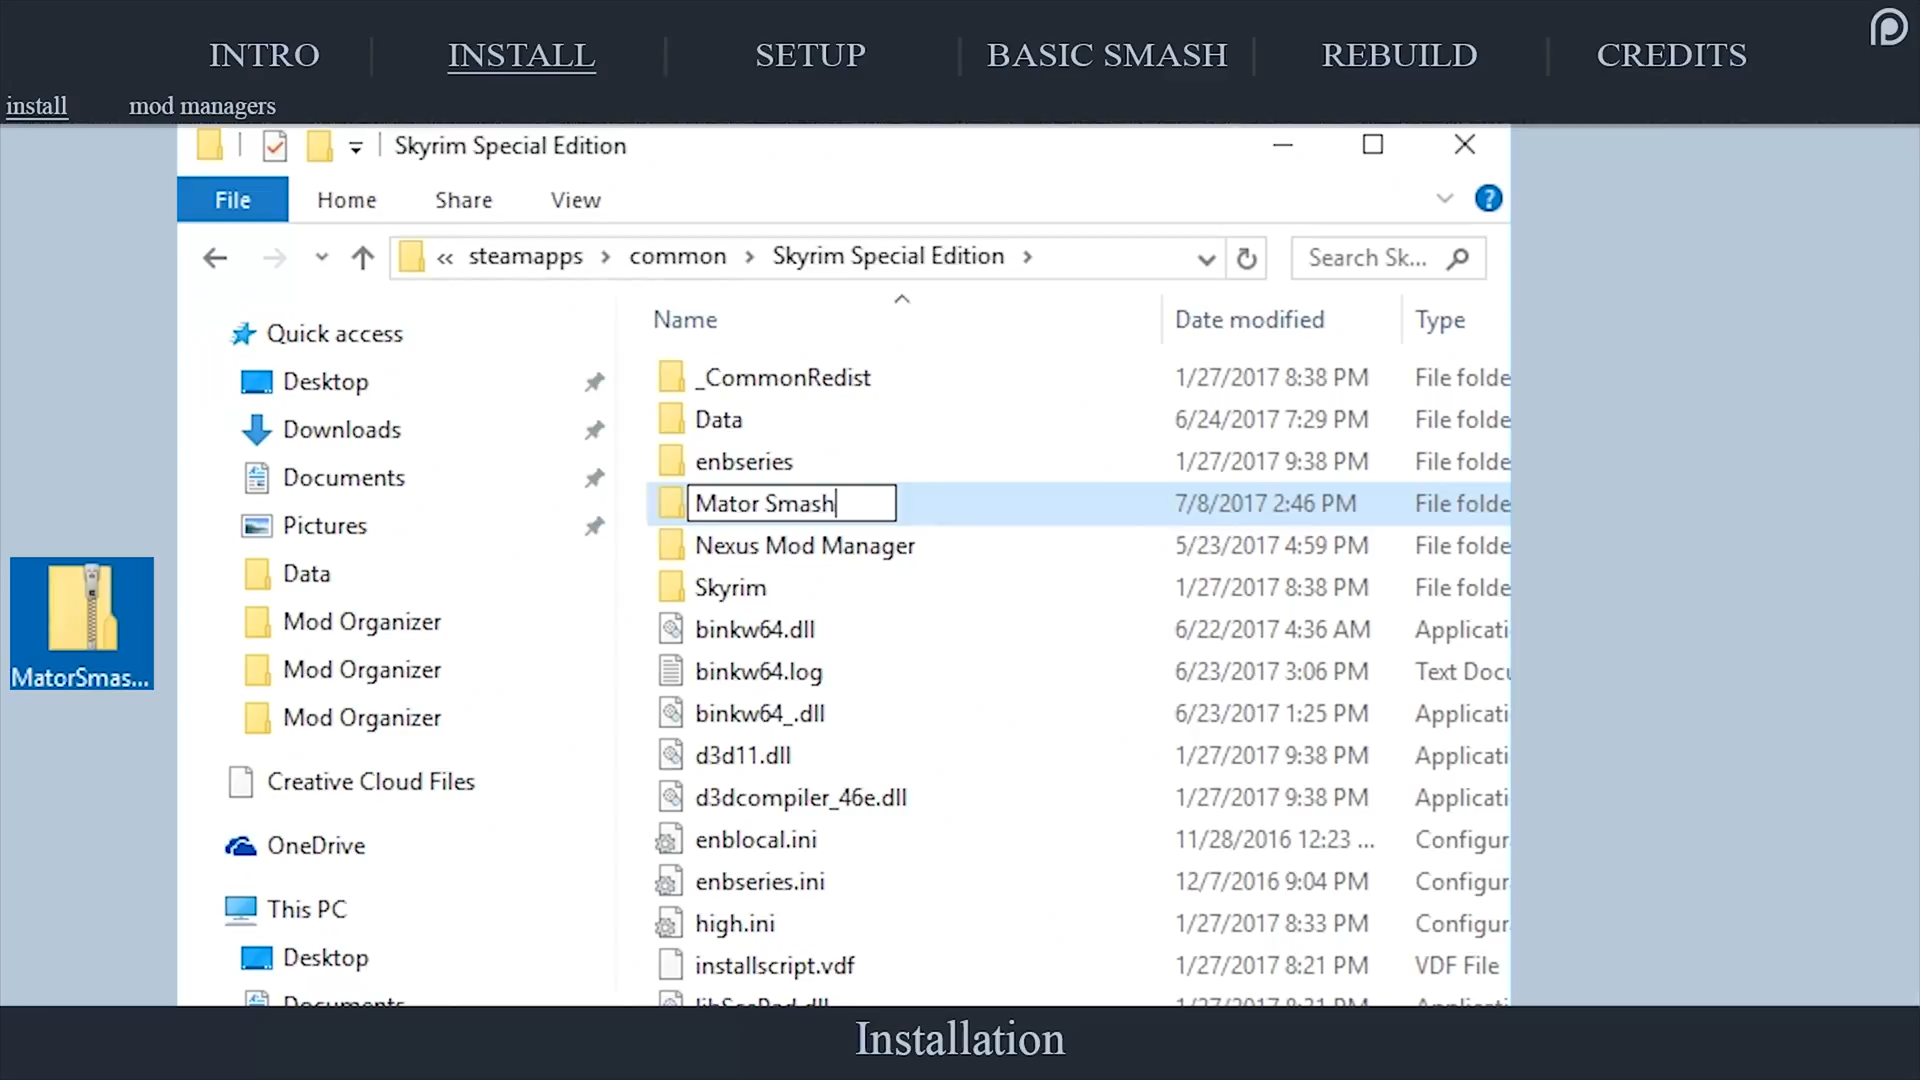 INTRO
INSTALL
SETUP
BASIC SMASH
REBUILD
CREDITS
install
mod managers
Skyrim Special Edition
File
Home
Share
View
?
« steamapps > common > Skyrim Special Edition >
Search Sk...
Name
Date modified
Type
Quick access
Desktop
Downloads
Documents
Pictures
Data
Mod Organizer
Mod Organizer
Mod Organizer
Creative Cloud Files
OneDrive
This PC
Desktop
Documents
_CommonRedist 1/27/2017 8:38 PM File folde
Data 6/24/2017 7:29 PM File folde
enbseries 1/27/2017 9:38 PM File folde
Mator Smash 7/8/2017 2:46 PM File folde
Nexus Mod Manager 5/23/2017 4:59 PM File folde
Skyrim 1/27/2017 8:38 PM File folde
binkw64.dll 6/22/2017 4:36 AM Applicati
binkw64.log 6/23/2017 3:06 PM Text Docu
binkw64_.dll 6/23/2017 1:25 PM Applicati
d3d11.dll 1/27/2017 9:38 PM Applicati
d3dcompiler_46e.dll 1/27/2017 9:38 PM Applicati
enblocal.ini 11/28/2016 12:23 ... Configur
enbseries.ini 12/7/2016 9:04 PM Configur
high.ini 1/27/2017 8:33 PM Configur
installscript.vdf 1/27/2017 8:21 PM VDF File
MatorSmas...
Installation